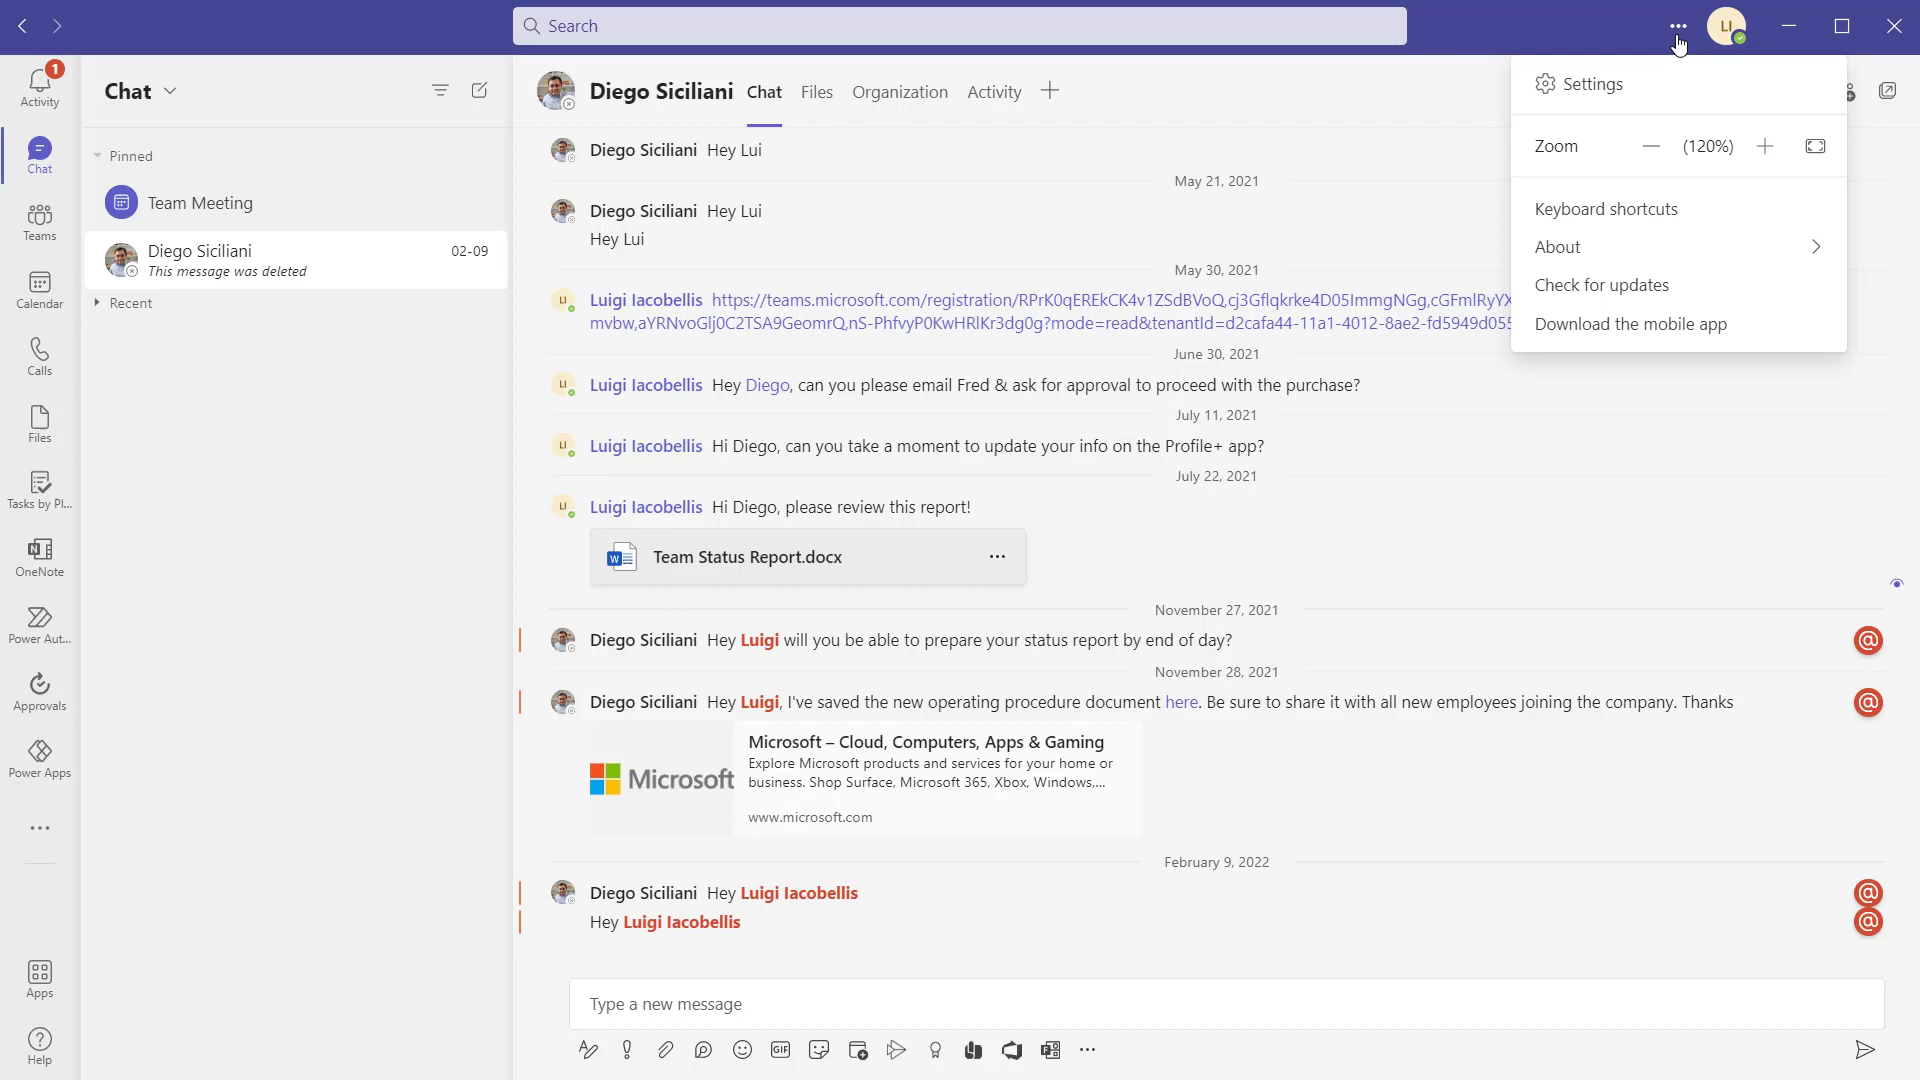 Search
LI
1
Activity
Chat
Teams
Calendar
Calls
Files
Tasks by Pl...
OneNote
Power Aut...
Approvals
Power Apps
Apps
Help
Chat
Pinned
Team Meeting
Diego Siciliani 02-09
This message was deleted
Recent
Diego Siciliani Chat Files Organization Activity
Diego Siciliani Hey Lui
May 21, 2021
Diego Siciliani Hey Lui
Hey Lui
May 30, 2021
LI Luigi Iacobellis https://teams.microsoft.com/registration/RPrK0qEREkCK4v1ZSdBVoQ,cj3Gflqkrke4D05ImmgNGg,cGFmlRyYX
mvbw,aYRNvoGlj0C2TSA9GeomrQ,nS-PhfvyP0KwHRlKr3dg0g?mode=read&tenantId=d2cafa44-11a1-4012-8ae2-fd5949d055
June 30, 2021
LI Luigi Iacobellis Hey Diego, can you please email Fred & ask for approval to proceed with the purchase?
July 11, 2021
LI Luigi Iacobellis Hi Diego, can you take a moment to update your info on the Profile+ app?
July 22, 2021
LI Luigi Iacobellis Hi Diego, please review this report!
W Team Status Report.docx
November 27, 2021
Diego Siciliani Hey Luigi will you be able to prepare your status report by end of day? @
November 28, 2021
Diego Siciliani Hey Luigi, I've saved the new operating procedure document here. Be sure to share it with all new employees joining the company. Thanks @
Microsoft
Microsoft – Cloud, Computers, Apps & Gaming
Explore Microsoft products and services for your home or
business. Shop Surface, Microsoft 365, Xbox, Windows,...
www.microsoft.com
February 9, 2022
Diego Siciliani Hey Luigi Iacobellis @
Hey Luigi Iacobellis @
Type a new message
GIF
Settings
Zoom — (120%) +
Keyboard shortcuts
About
Check for updates
Download the mobile app